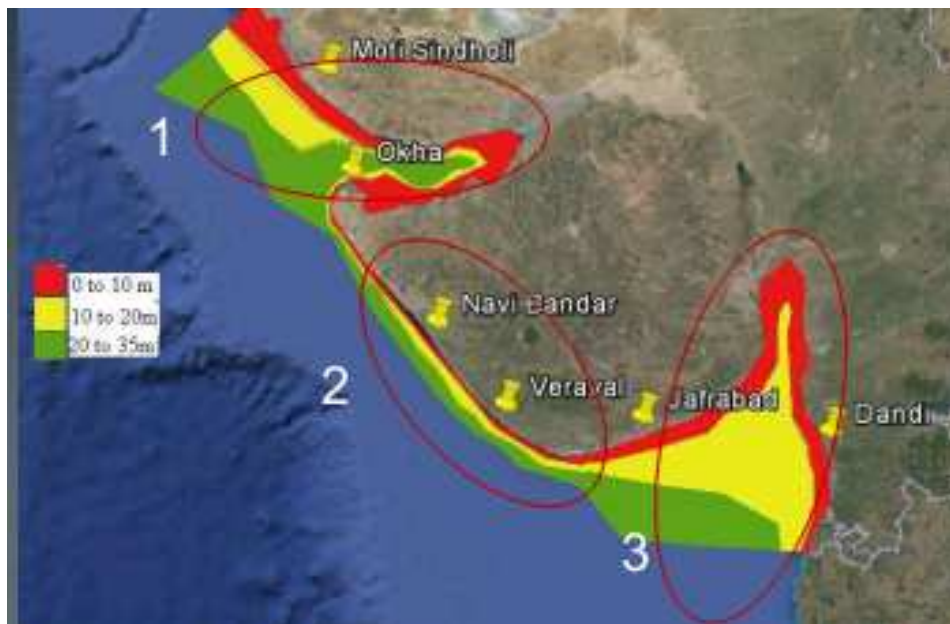 Moti Sindholi
1
Okha
0 to 10 m
10 to 20m
20 to 35m
Navi Bandar
2
Veraval
Jafrabad
Dandi
3